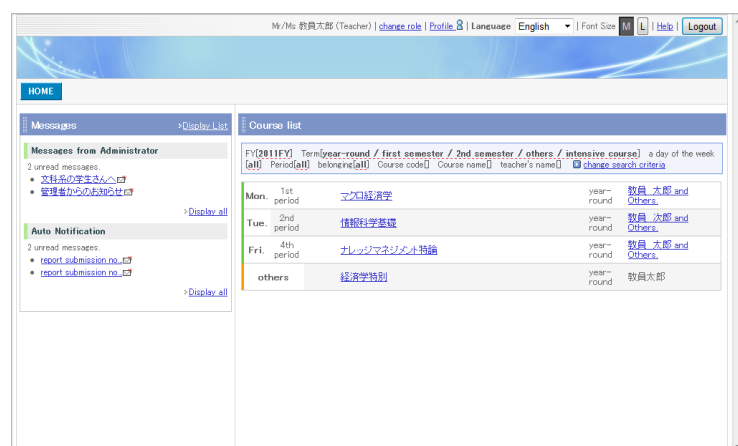 Mr/Ms 教員太郎 (Teacher) | change role | Profile | Language English | Font Size M L | Help | Logout
HOME
Messages >Display List
Messages from Administrator
2 unread messages.
文科系の学生さんへ
管理者からのお知らせ
>Display all
Auto Notification
2 unread messages.
report submission no..
report submission no..
>Display all
Course list
FY[2011FY] Term[year-round / first semester / 2nd semester / others / intensive course] a day of the week
[all] Period[all] belonging[all] Course code[] Course name[] teacher's name[] change search criteria
Mon. 1st period マクロ経済学 year-round 教員 太郎 and Others.
Tue. 2nd period 情報科学基礎 year-round 教員 次郎 and Others.
Fri. 4th period ナレッジマネジメント特論 year-round 教員 太郎 and Others.
others 経済学特別 year-round 教員太郎